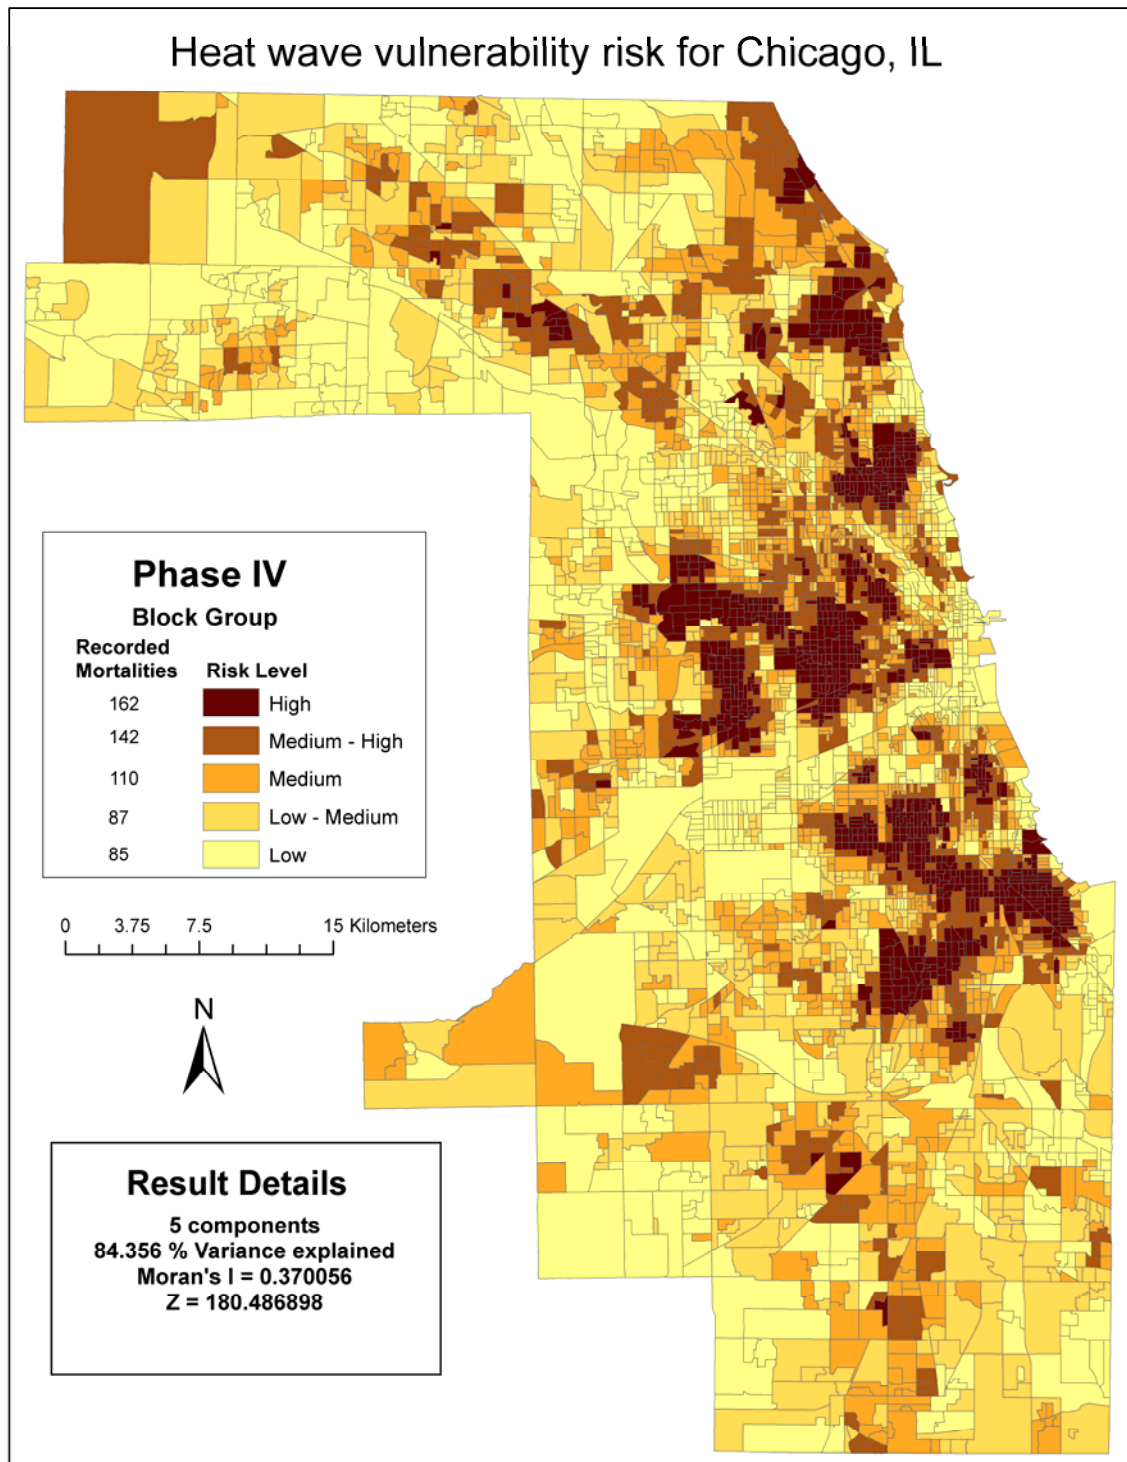 Heat wave vulnerability risk for Chicago, IL
Phase IV
Block Group
Recorded
Mortalities Risk Level
162 High
142 Medium - High
110 Medium
87 Low - Medium
85 Low
0 3.75 7.5 15 Kilometers
N
Result Details
5 components
84.356 % Variance explained
Moran's I = 0.370056
Z = 180.486898